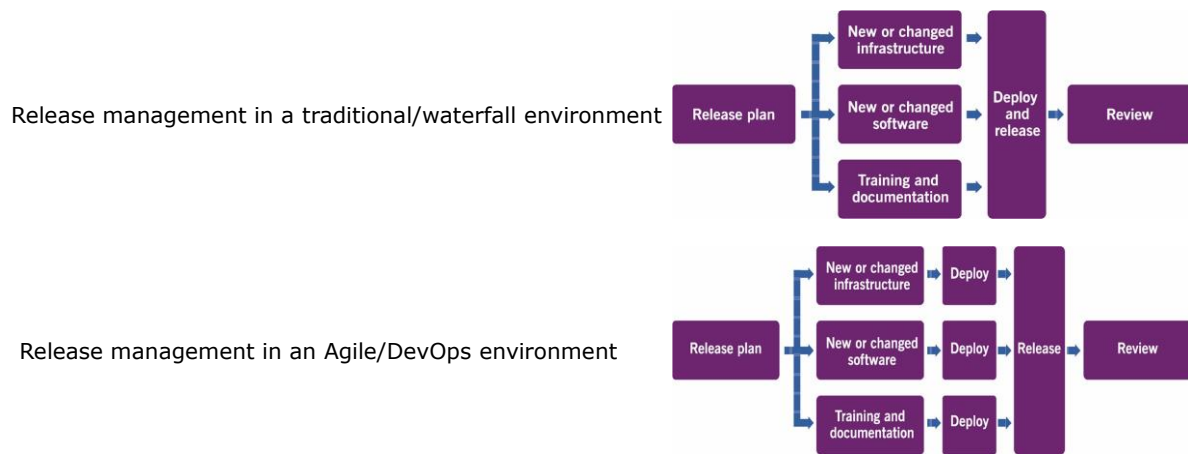 New or changed
infrastructure
Release management in a traditional/waterfall environment
Release plan
New or changed
software
Deploy
and
release
Review
Training and
documentation
New or changed
infrastructure
Deploy
Release management in an Agile/DevOps environment
Release plan
New or changed
software
Deploy
Release
Review
Training and
documentation
Deploy